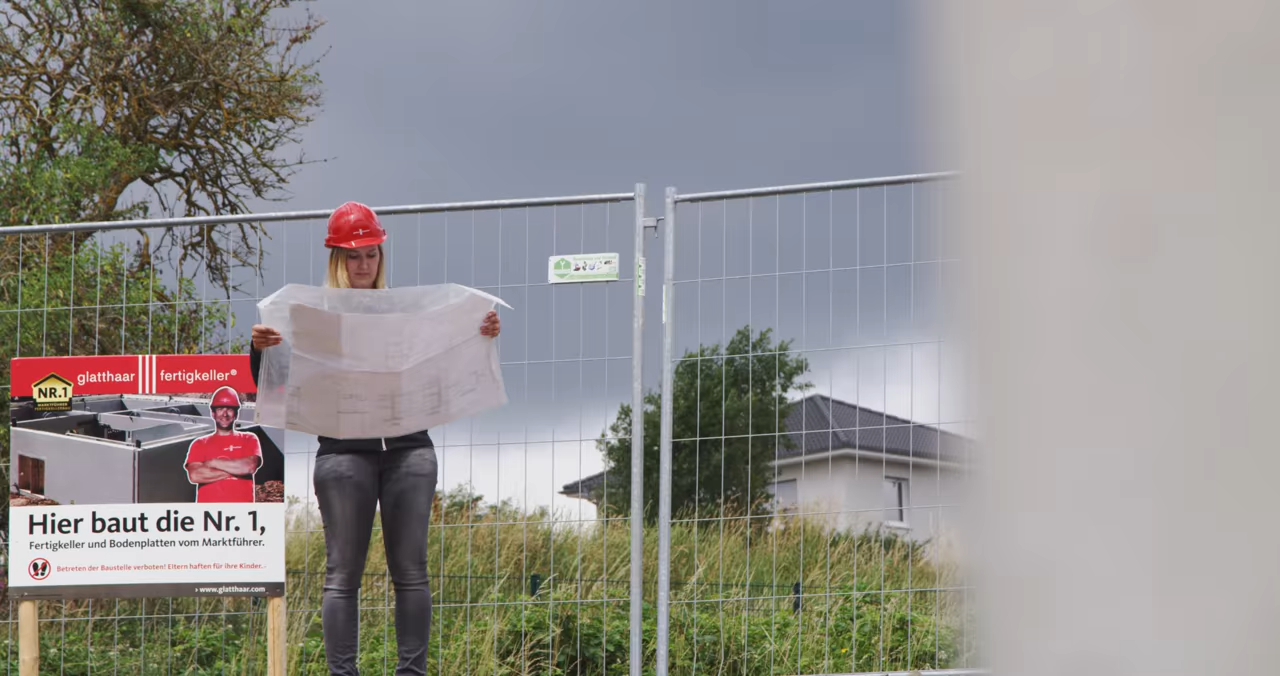 glatthaar fertigkeller®
NR.1
MARKTFÜHRER
Hier baut die Nr. 1,
Fertigkeller und Bodenplatten vom Marktführer.
Betreten der Baustelle verboten! Eltern haften für ihre Kinder.
› www.glatthaar.com